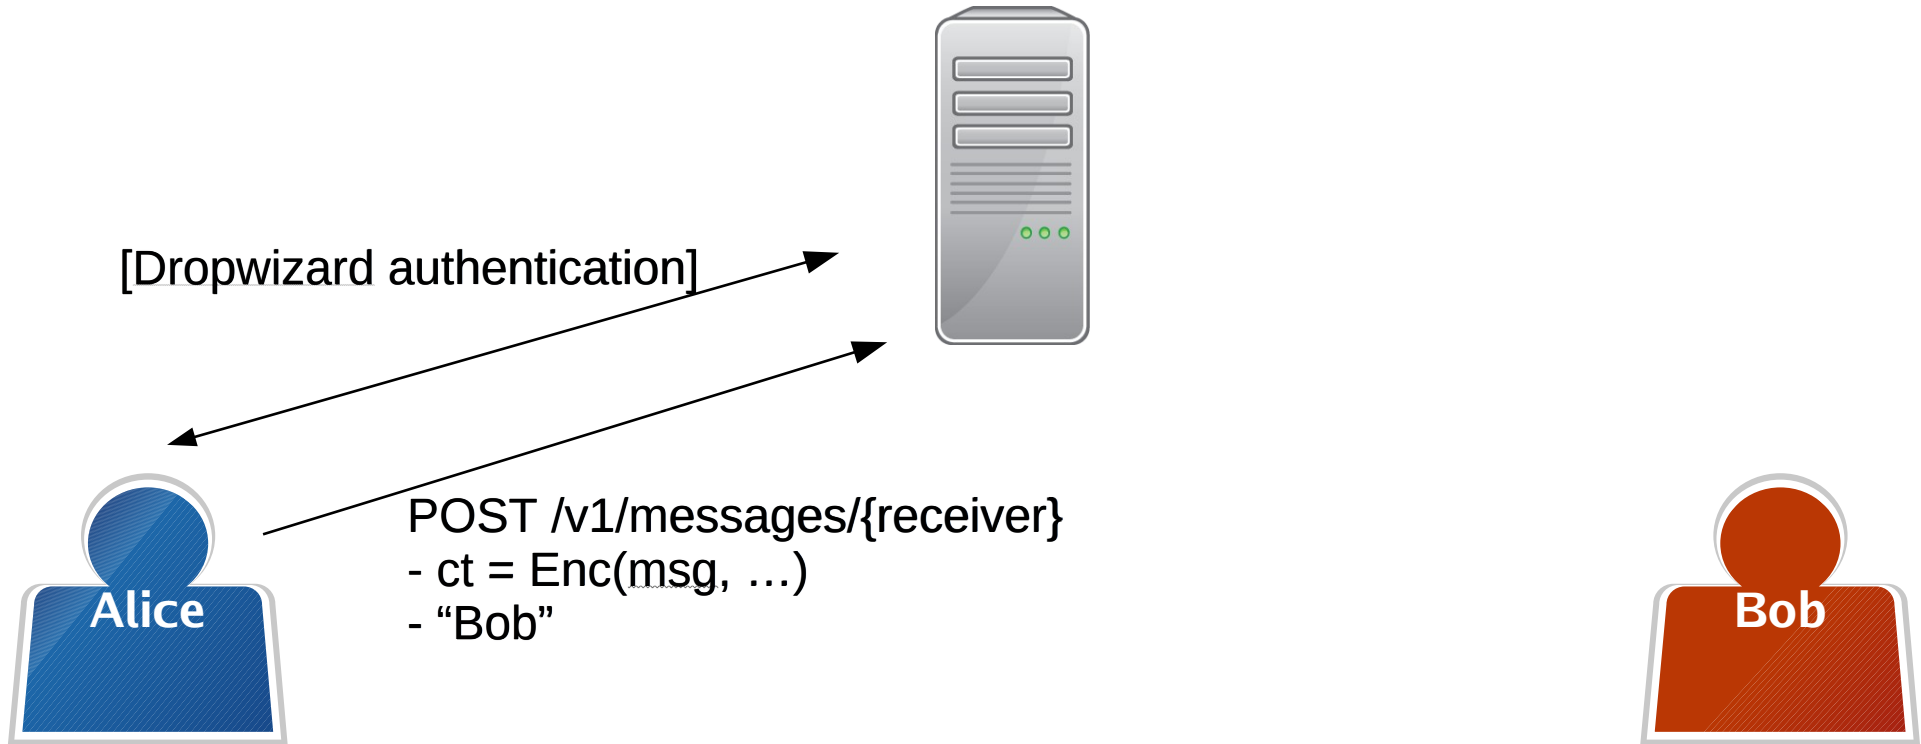 [Dropwizard authentication]
POST /v1/messages/{receiver}
- ct = Enc(msg, …)
- “Bob”
Alice
Bob